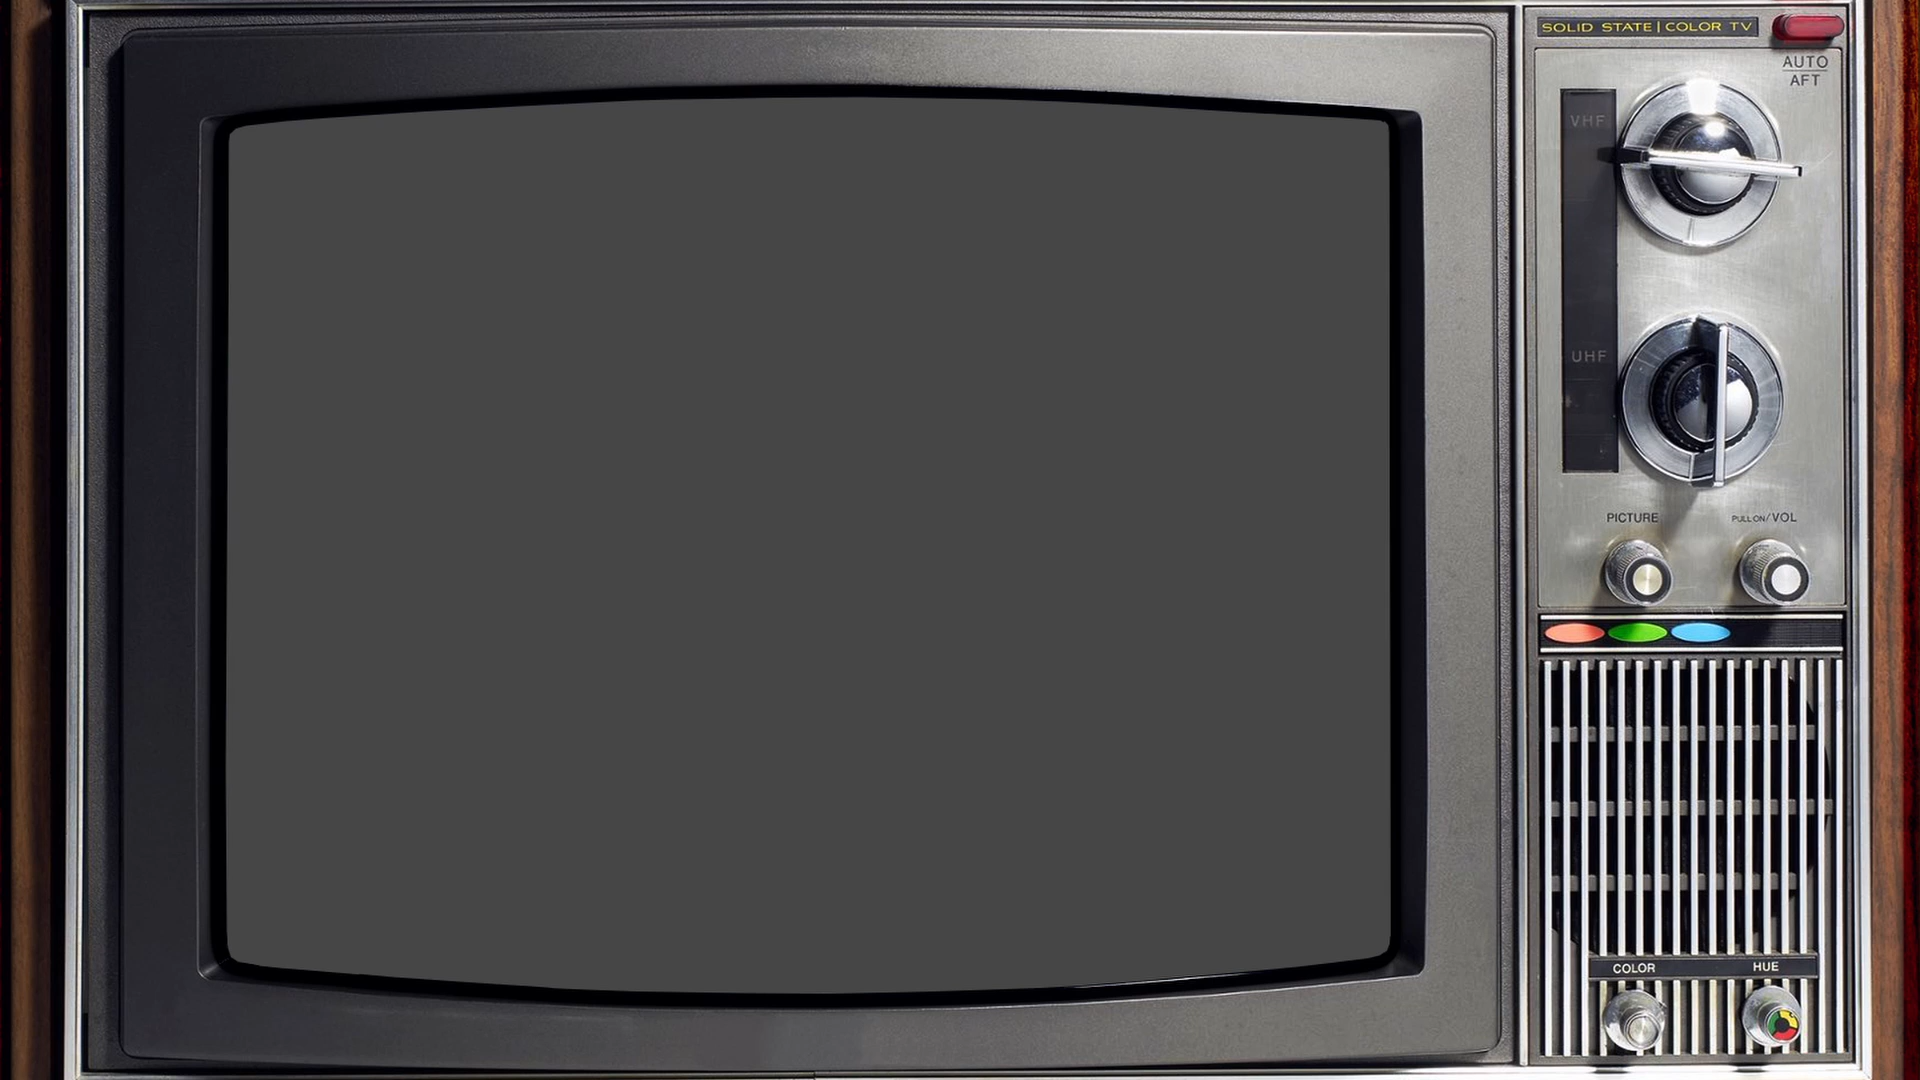 SOLID STATE | COLOR TV
AUTO
AFT
VHF
UHF
PICTURE
PULL ON/VOL
COLOR
HUE